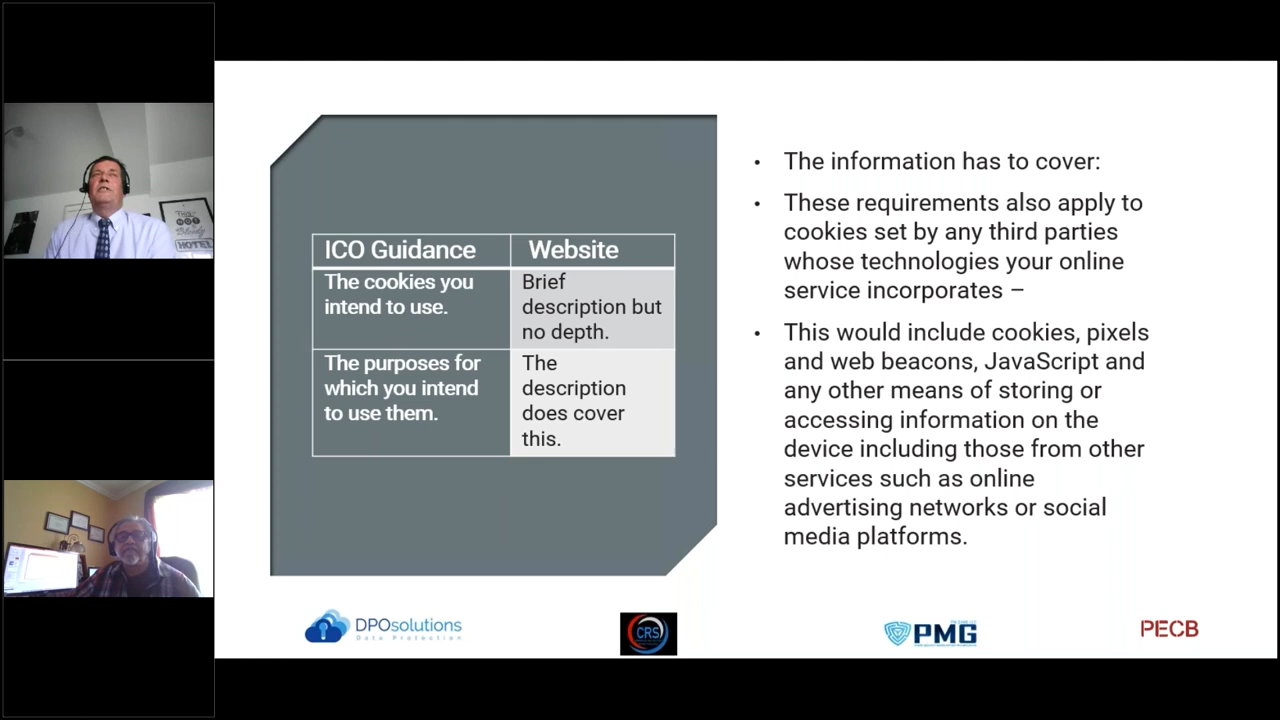 ICO Guidance
Website
The cookies you
intend to use.
Brief
description but
no depth.
The purposes for
which you intend
to use them.
The
description
does cover
this.
• The information has to cover:
• These requirements also apply to
cookies set by any third parties
whose technologies your online
service incorporates –
• This would include cookies, pixels
and web beacons, JavaScript and
any other means of storing or
accessing information on the
device including those from other
services such as online
advertising networks or social
media platforms.
HOTEL
DPOsolutions
Data Protection
CRS
PMG
PECB